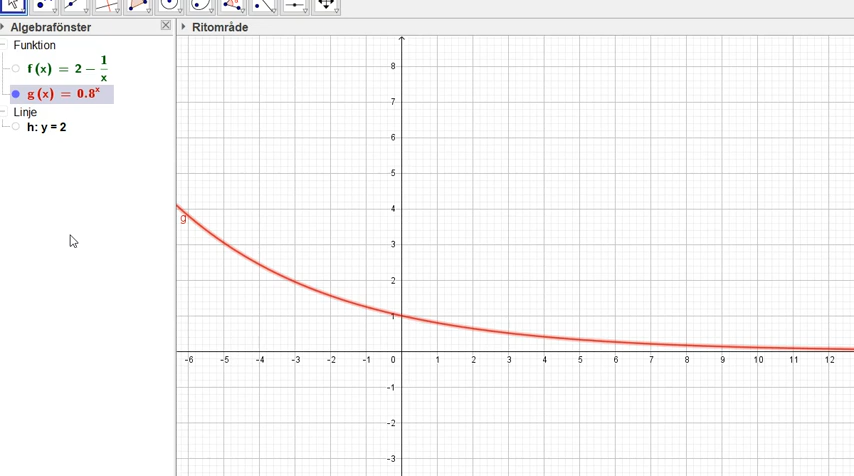 Algebrafönster
Ritområde
Funktion
f(x) = 2 − 1/x
g(x) = 0.8^x
Linje
h: y = 2
8
7
6
5
4
g
3
2
1
-6 -5 -4 -3 -2 -1 0 1 2 3 4 5 6 7 8 9 10 11 12
-1
-2
-3